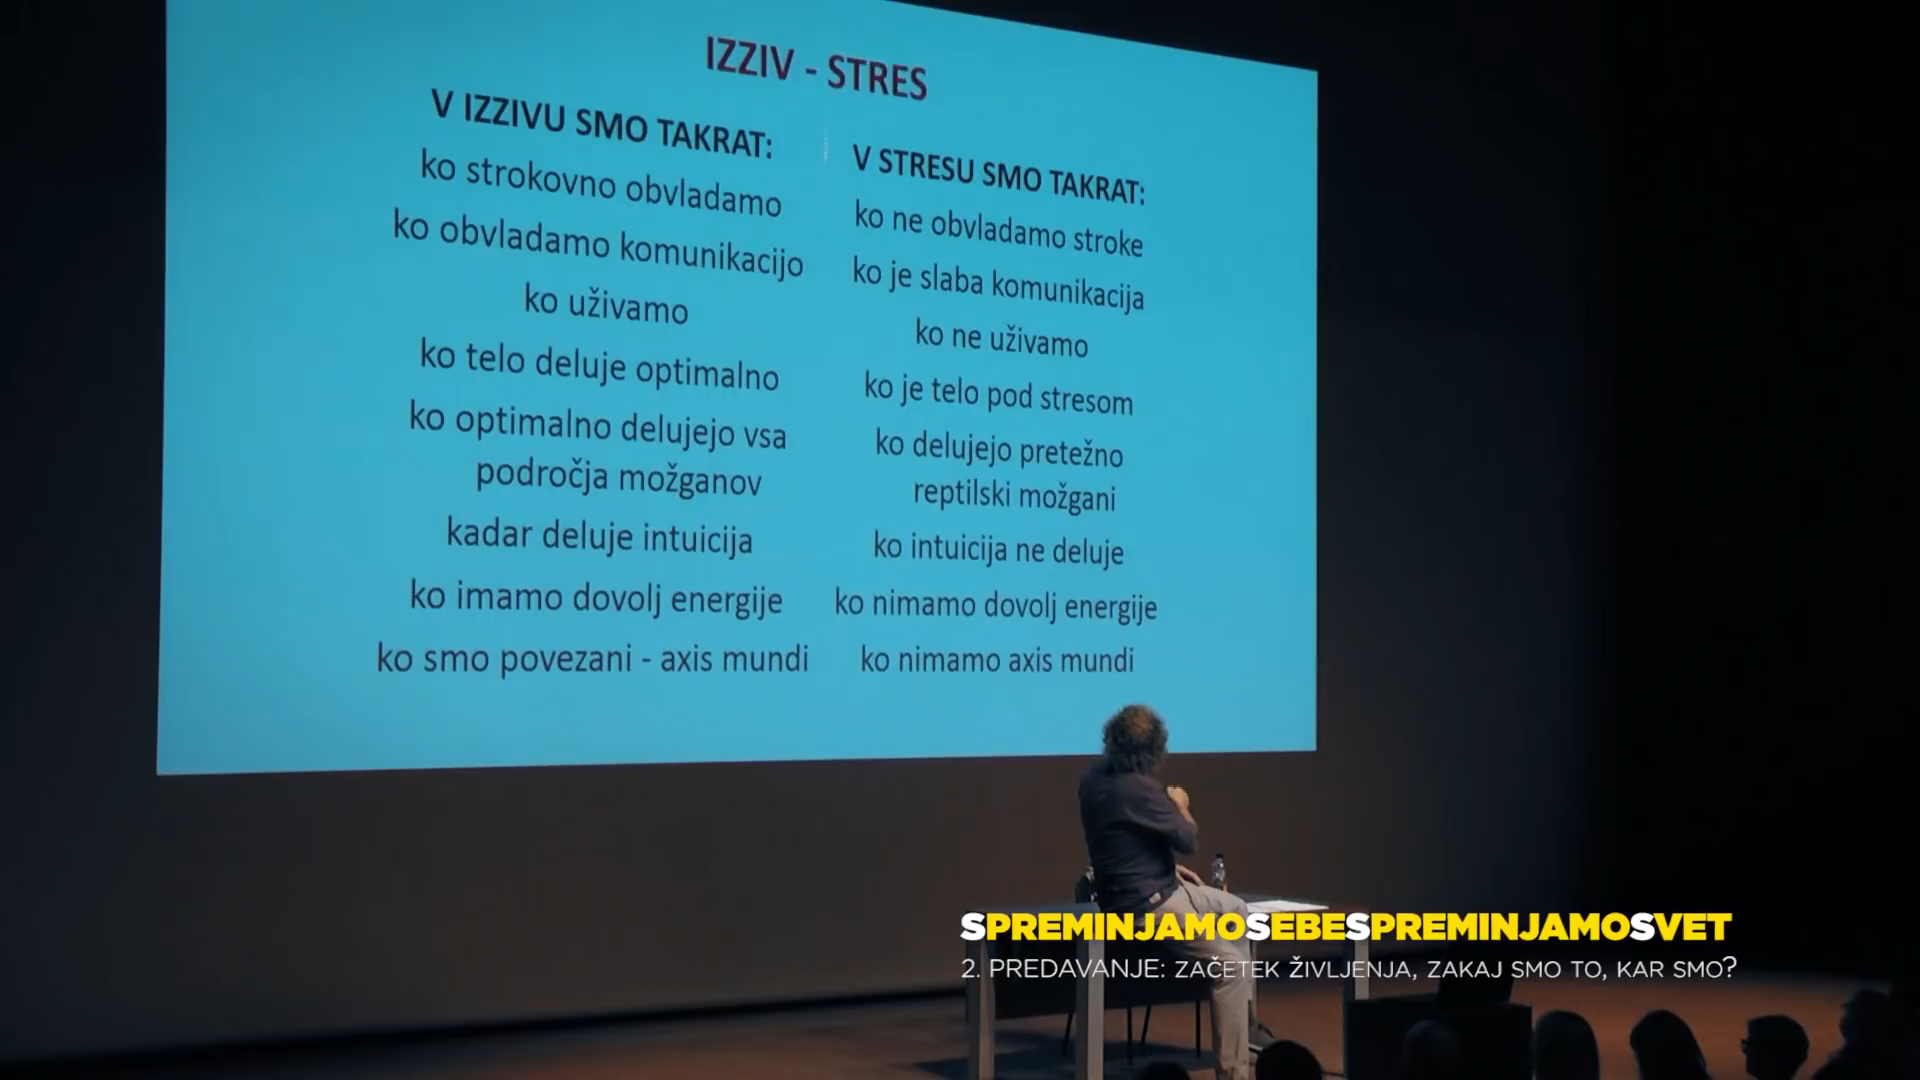 IZZIV - STRES
V IZZIVU SMO TAKRAT:
ko strokovno obvladamo
ko obvladamo komunikacijo
ko uživamo
ko telo deluje optimalno
ko optimalno delujejo vsa
področja možganov
kadar deluje intuicija
ko imamo dovolj energije
ko smo povezani - axis mundi
V STRESU SMO TAKRAT:
ko ne obvladamo stroke
ko je slaba komunikacija
ko ne uživamo
ko je telo pod stresom
ko delujejo pretežno
reptilski možgani
ko intuicija ne deluje
ko nimamo dovolj energije
ko nimamo axis mundi
SPREMINJAMOSEBESPREMINJAMOSVET
2. PREDAVANJE: ZAČETEK ŽIVLJENJA, ZAKAJ SMO TO, KAR SMO?